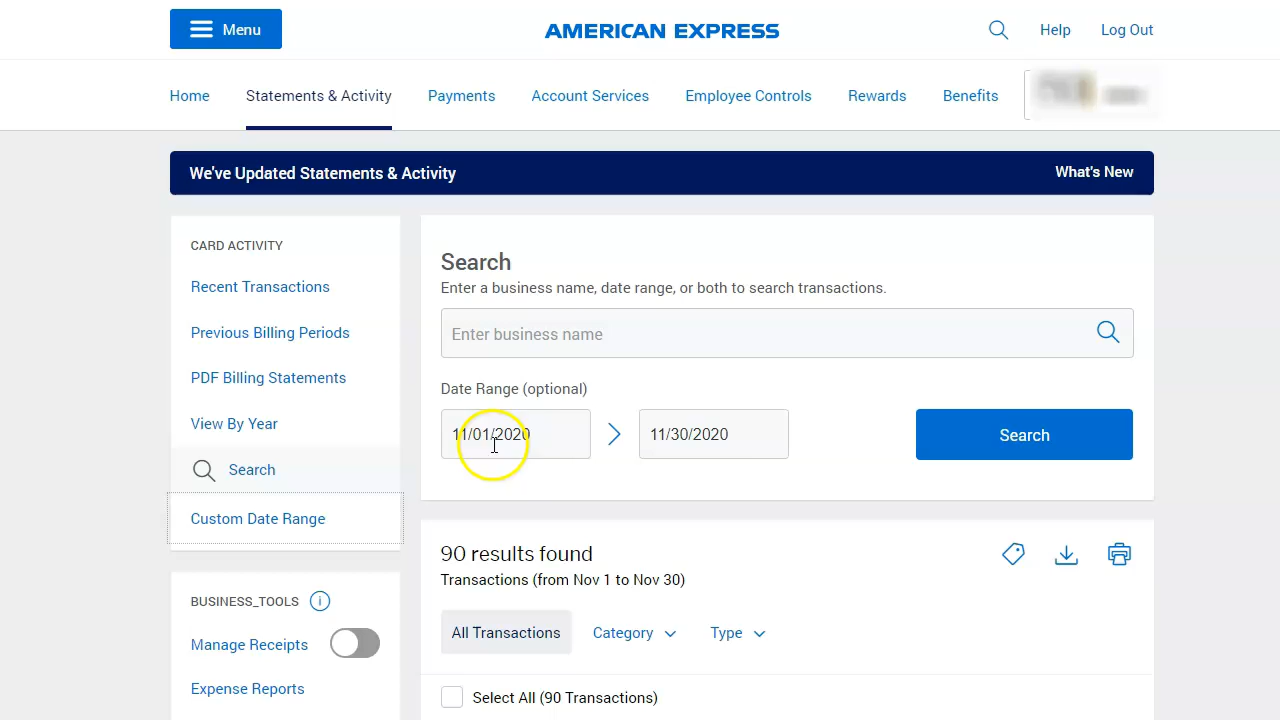 Menu
AMERICAN EXPRESS
Help
Log Out
Home
Statements & Activity
Payments
Account Services
Employee Controls
Rewards
Benefits
We've Updated Statements & Activity
What's New
CARD ACTIVITY
Recent Transactions
Previous Billing Periods
PDF Billing Statements
View By Year
Search
Custom Date Range
BUSINESS_TOOLS
Manage Receipts
Expense Reports
Search
Enter a business name, date range, or both to search transactions.
Enter business name
Date Range (optional)
11/01/2020
11/30/2020
Search
90 results found
Transactions (from Nov 1 to Nov 30)
All Transactions
Category
Type
Select All (90 Transactions)